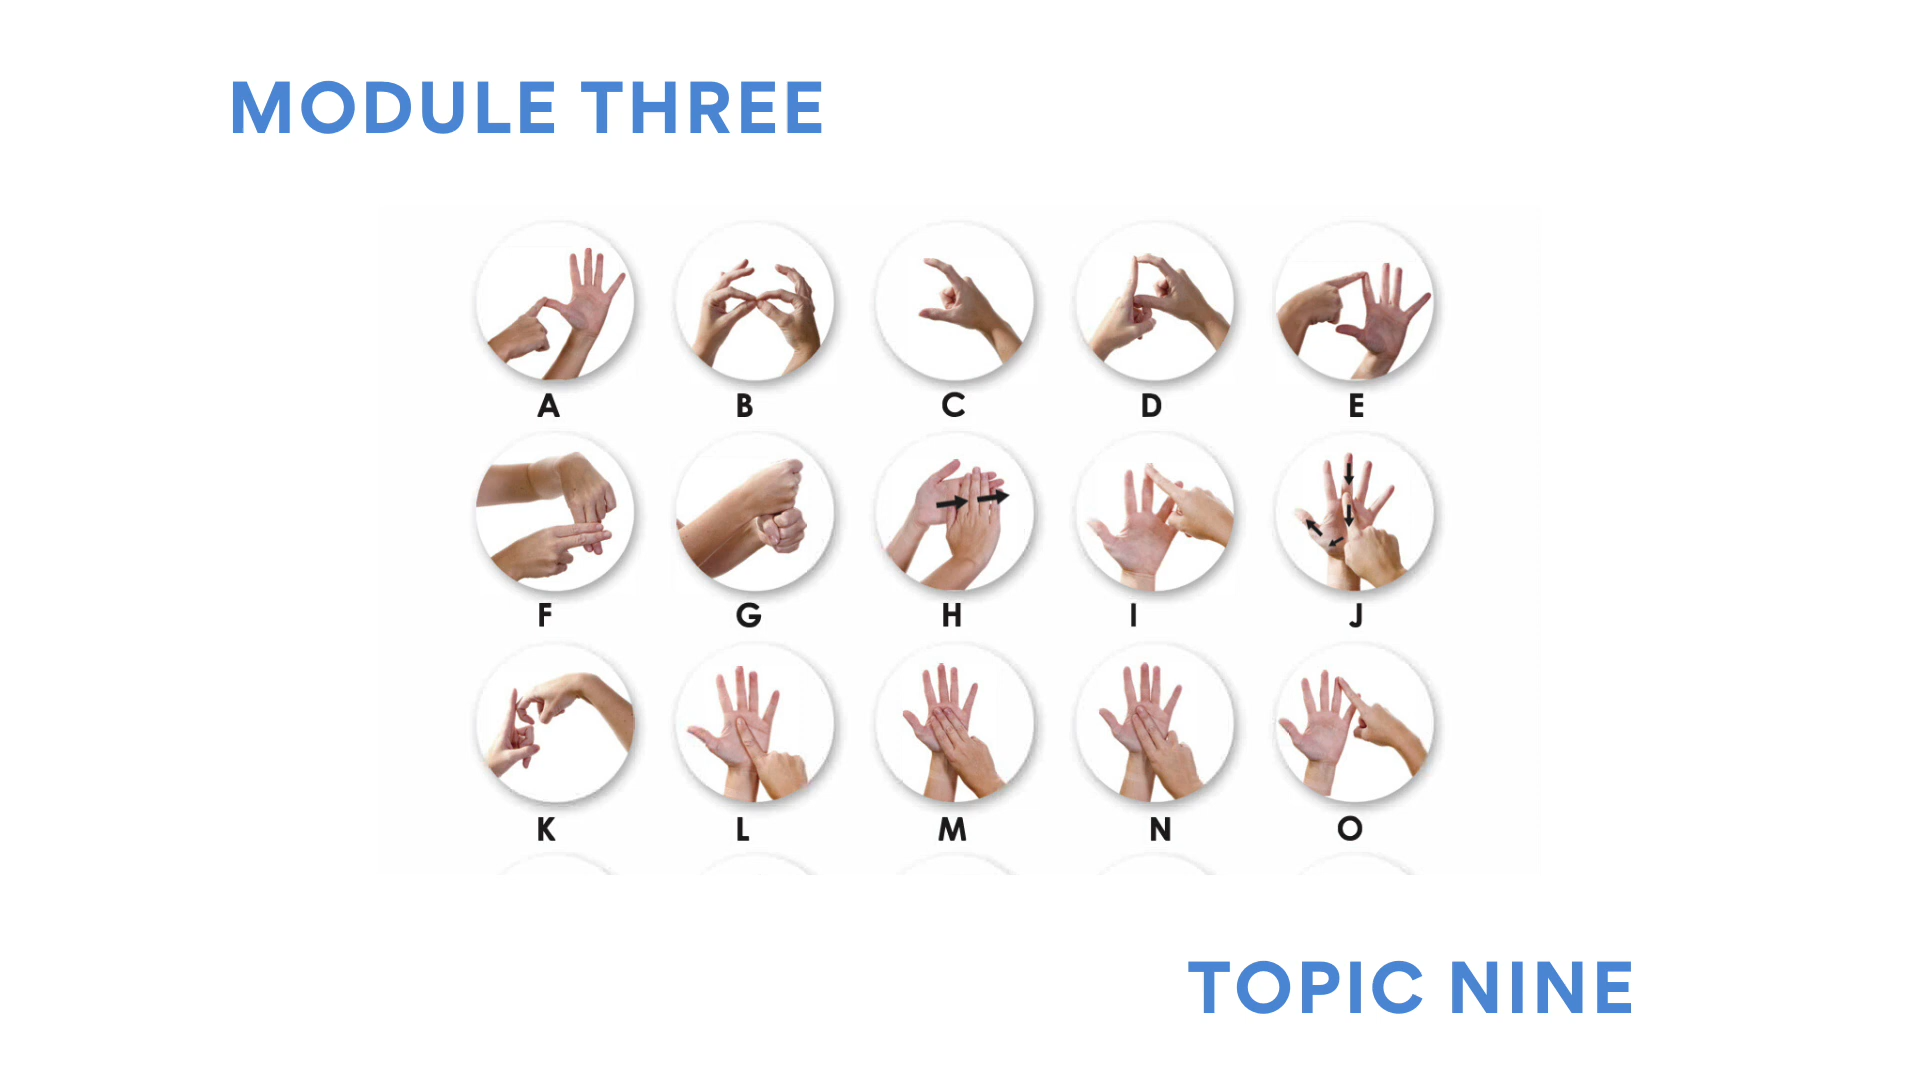 MODULE THREE
A B C D E
F G H I J
K L M N O
TOPIC NINE